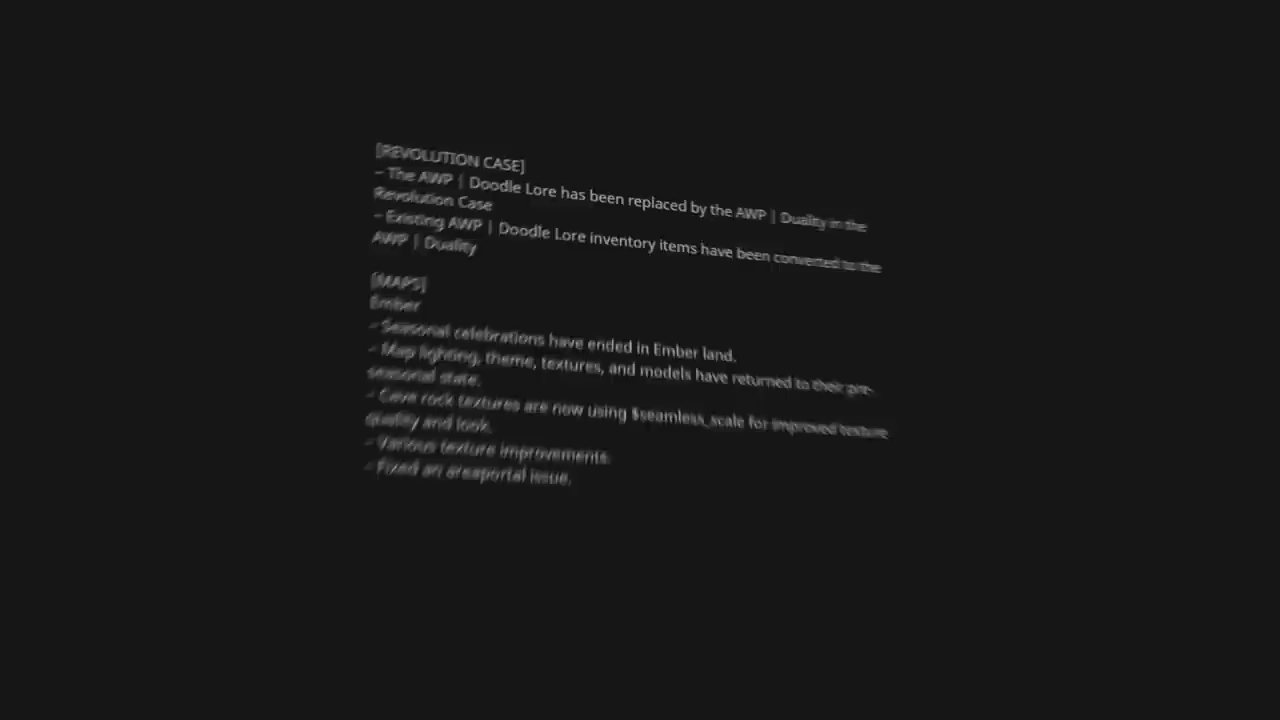 [REVOLUTION CASE]
– The AWP | Doodle Lore has been replaced by the AWP | Duality in the
Revolution Case
– Existing AWP | Doodle Lore inventory items have been converted to the
AWP | Duality
[MAPS]
Ember
– Seasonal celebrations have ended in Ember land.
– Map lighting, theme, textures, and models have returned to their pre-
seasonal state.
– Cave rock textures are now using $seamless_scale for improved texture
quality and look.
– Various texture improvements.
– Fixed an areaportal issue.